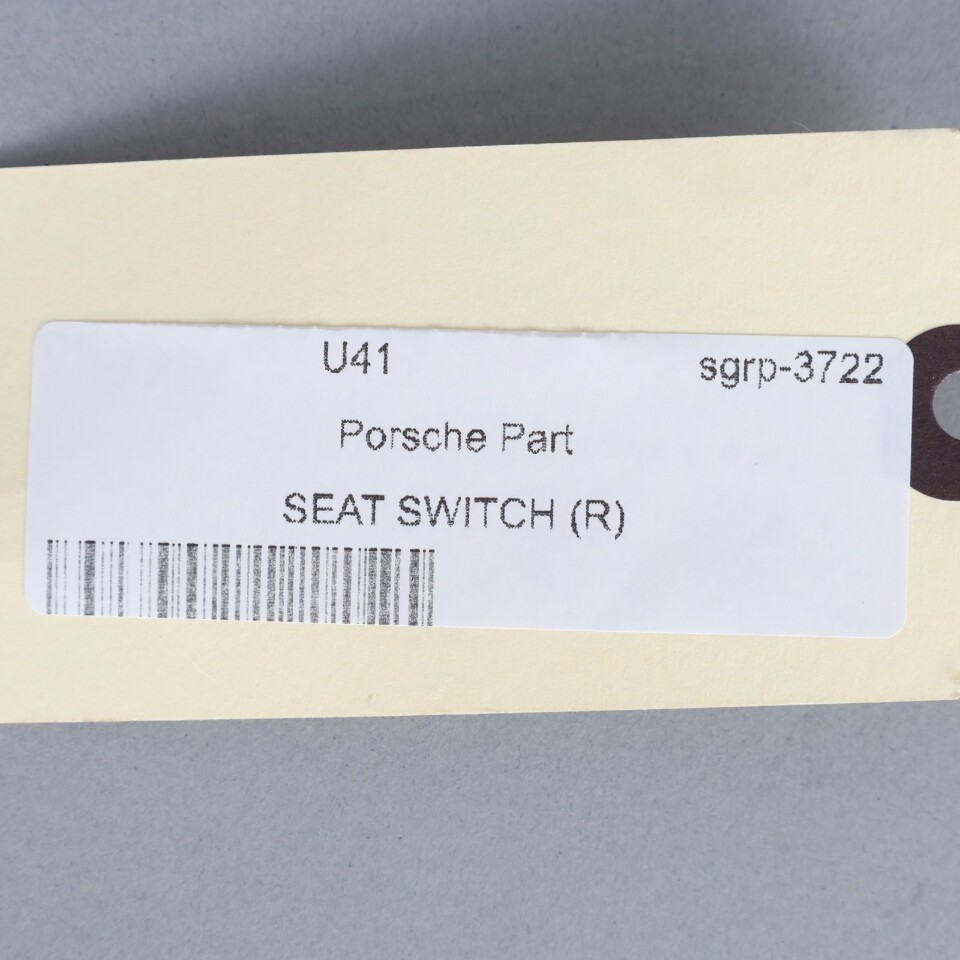 U41 sgrp-3722
Porsche Part
SEAT SWITCH (R)